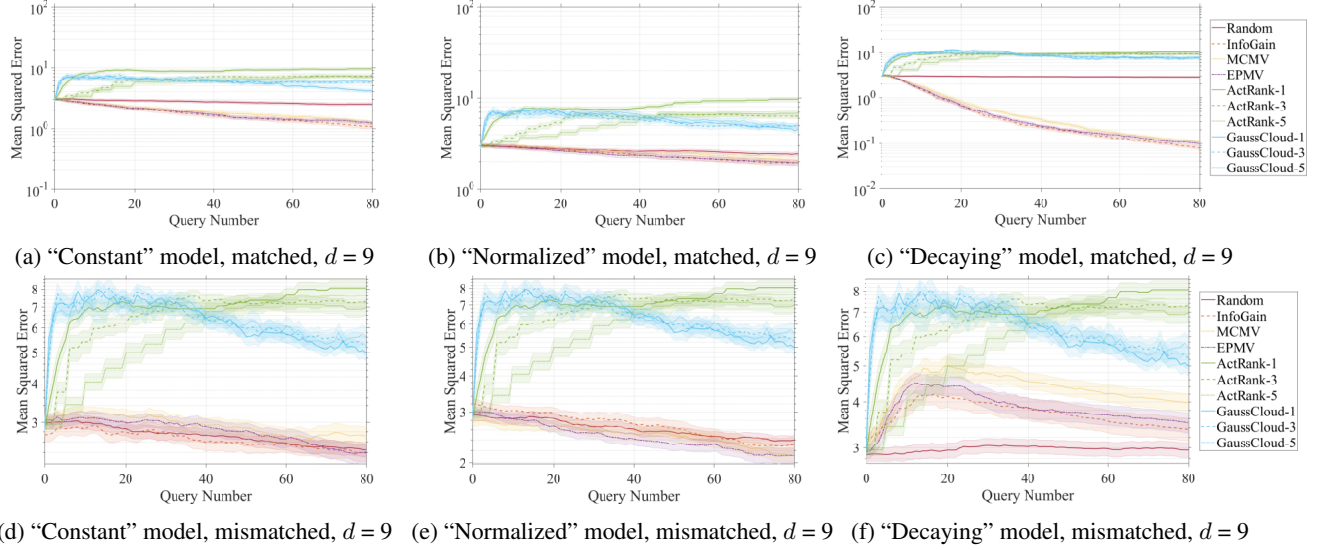 10² 10² 10²
10¹ 10¹ 10¹
10⁰ 10⁰ 10⁰
10⁻¹ 10⁻¹
10⁻²
Mean Squared Error Mean Squared Error Mean Squared Error
0 20 40 60 80 0 20 40 60 80 0 20 40 60 80
Query Number Query Number Query Number
Random
InfoGain
MCMV
EPMV
ActRank-1
ActRank-3
ActRank-5
GaussCloud-1
GaussCloud-3
GaussCloud-5
(a) “Constant” model, matched, d = 9 (b) “Normalized” model, matched, d = 9 (c) “Decaying” model, matched, d = 9
8 8 8
7 7 7
6 6 6
5 5 5
4 4 4
3 3 3
2
Mean Squared Error Mean Squared Error Mean Squared Error
0 20 40 60 80 0 20 40 60 80 0 20 40 60 80
Query Number Query Number Query Number
Random
InfoGain
MCMV
EPMV
ActRank-1
ActRank-3
ActRank-5
GaussCloud-1
GaussCloud-3
GaussCloud-5
(d) “Constant” model, mismatched, d = 9 (e) “Normalized” model, mismatched, d = 9 (f) “Decaying” model, mismatched, d = 9